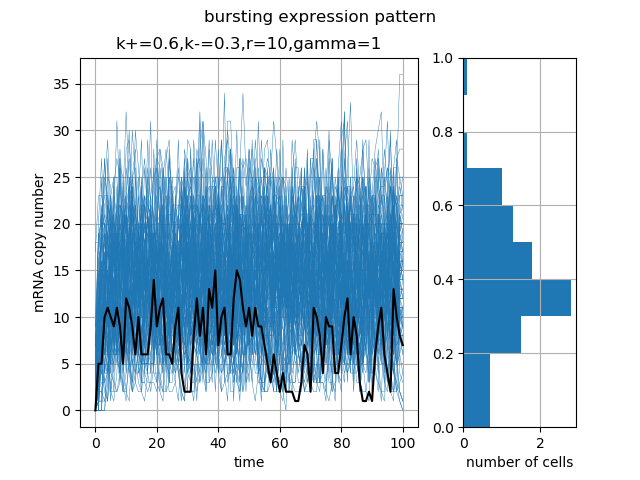 bursting expression pattern
k+=0.6,k-=0.3,r=10,gamma=1
mRNA copy number
35
30
25
20
15
10
5
0
0 20 40 60 80 100
time
1.0
0.8
0.6
0.4
0.2
0.0
0 2
number of cells